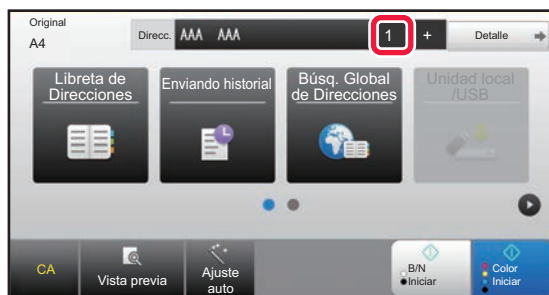 Original
A4
Direcc. AAA AAA 1 + Detalle
Libreta de
Direcciones
Enviando historial
Búsq. Global
de Direcciones
Unidad local
/USB
CA
Vista previa
Ajuste
auto
B/N
Iniciar
Color
Iniciar